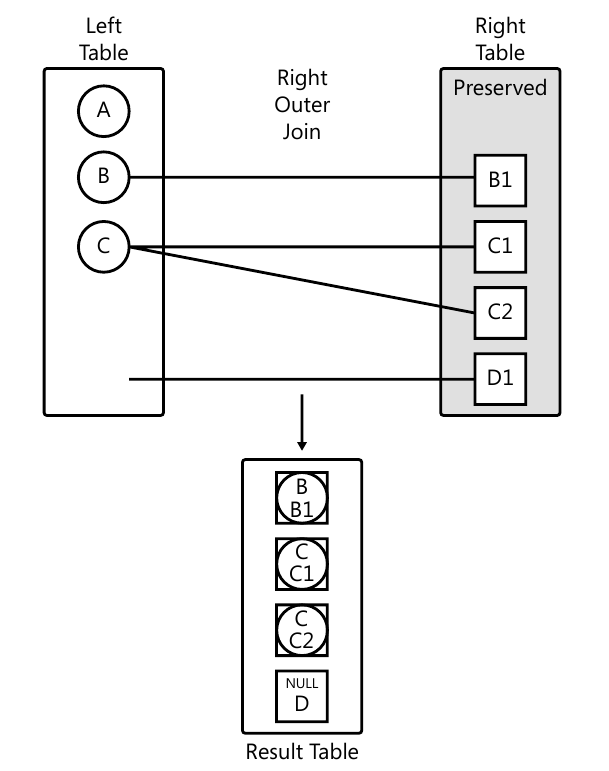 Left
Table
Right
Table
Right
Outer
Join
Preserved
A
B
C
B1
C1
C2
D1
B
B1
C
C1
C
C2
NULL
D
Result Table